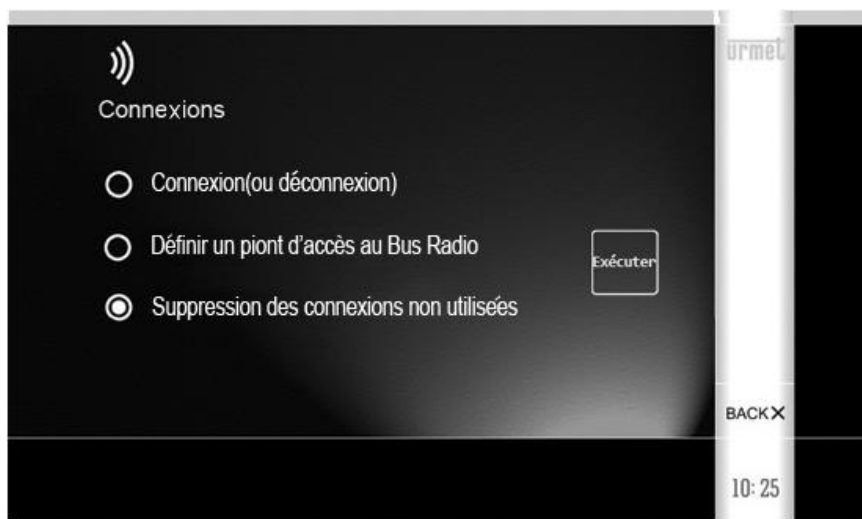 urmet
Connexions
Connexion(ou déconnexion)
Définir un piont d'accès au Bus Radio
Exécuter
Suppression des connexions non utilisées
BACK X
10:25